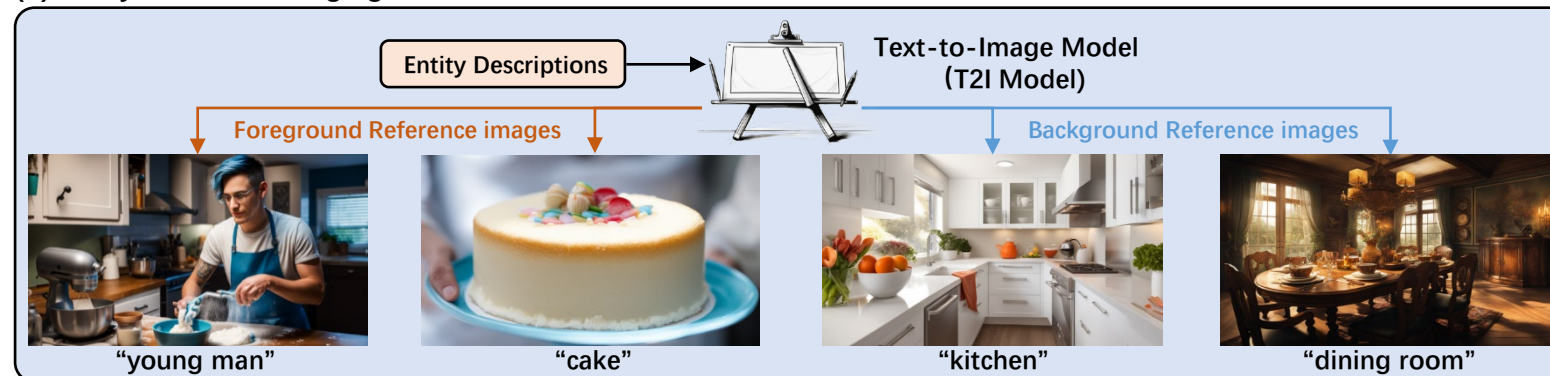 Entity Descriptions
Text-to-Image Model
(T2I Model)
Foreground Reference images
Background Reference images
“young man”
“cake”
“kitchen”
“dining room”